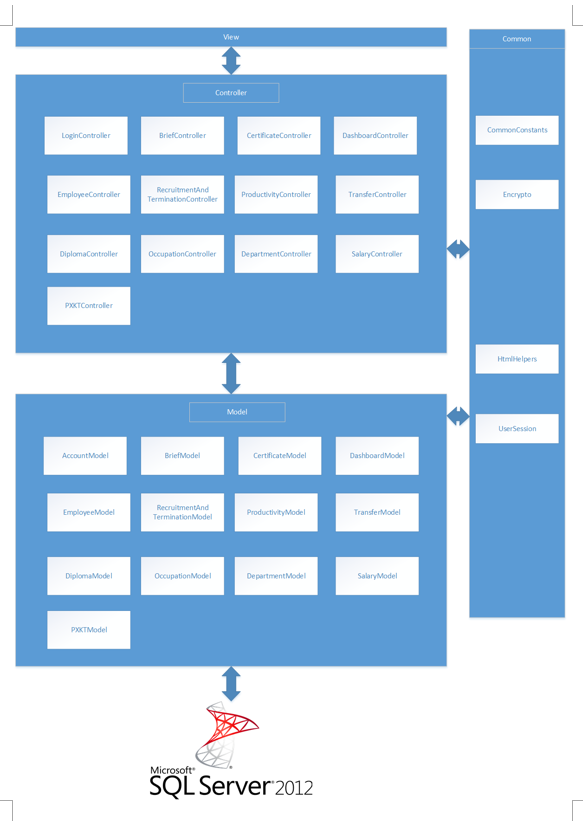 View
Common
Controller
LoginController
BriefController
CertificateController
DashboardController
EmployeeController
RecruitmentAnd
TerminationController
ProductivityController
TransferController
DiplomaController
OccupationController
DepartmentController
SalaryController
PXKTController
CommonConstants
Encrypto
HtmlHelpers
UserSession
Model
AccountModel
BriefModel
CertificateModel
DashboardModel
EmployeeModel
RecruitmentAnd
TerminationModel
ProductivityModel
TransferModel
DiplomaModel
OccupationModel
DepartmentModel
SalaryModel
PXKTModel
Microsoft®
SQL Server® 2012